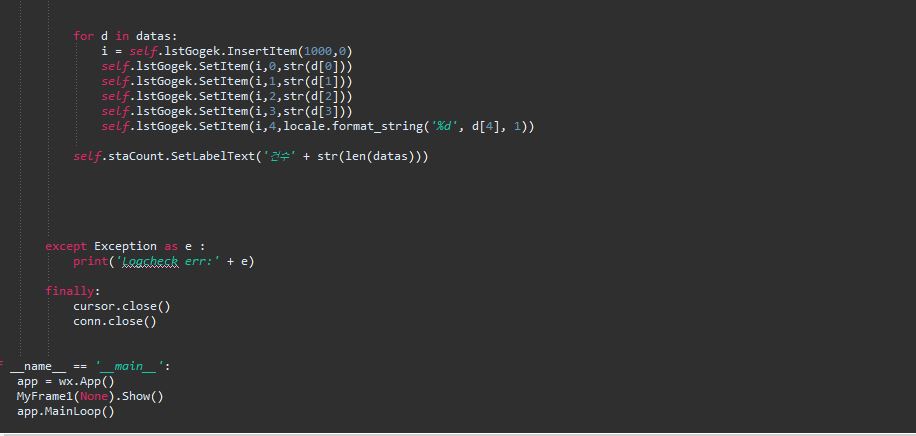 for d in datas:
i = self.lstGogek.InsertItem(1000,0)
self.lstGogek.SetItem(i,0,str(d[0]))
self.lstGogek.SetItem(i,1,str(d[1]))
self.lstGogek.SetItem(i,2,str(d[2]))
self.lstGogek.SetItem(i,3,str(d[3]))
self.lstGogek.SetItem(i,4,locale.format_string('%d', d[4], 1))
self.staCount.SetLabelText('건수' + str(len(datas)))
except Exception as e :
print('Logcheck err:' + e)
finally:
cursor.close()
conn.close()
f __name__ == '__main__':
app = wx.App()
MyFrame1(None).Show()
app.MainLoop()